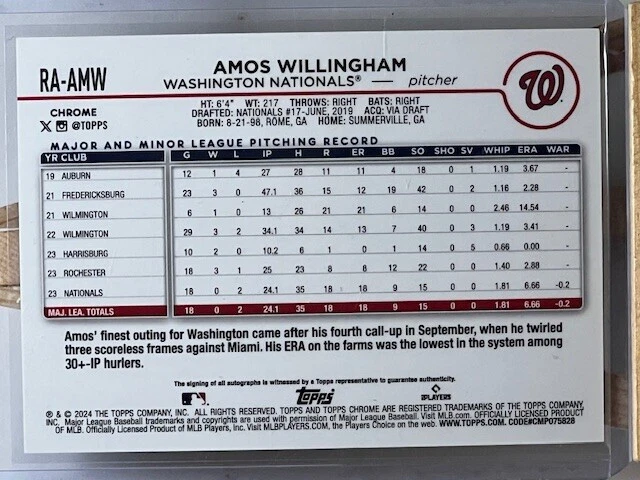 RA-AMW
AMOS WILLINGHAM
WASHINGTON NATIONALS® — pitcher
W
CHROME
X @TOPPS
HT: 6'4" WT: 217 THROWS: RIGHT BATS: RIGHT
DRAFTED: NATIONALS #17-JUNE, 2019 ACQ: VIA DRAFT
BORN: 8-21-98, ROME, GA HOME: SUMMERVILLE, GA
MAJOR AND MINOR LEAGUE PITCHING RECORD
YR CLUB G W L IP H R ER BB SO SHO SV WHIP ERA WAR
19 AUBURN 12 1 4 27 28 11 11 4 18 0 1 1.19 3.67 -
21 FREDERICKSBURG 23 3 0 47.1 36 15 12 19 42 0 2 1.16 2.28 -
21 WILMINGTON 6 1 0 13 26 21 21 6 14 0 0 2.46 14.54 -
22 WILMINGTON 29 3 2 34.1 34 14 13 7 40 0 3 1.19 3.41 -
23 HARRISBURG 10 2 0 10.2 6 1 0 1 14 0 5 0.66 0.00 -
23 ROCHESTER 18 3 1 25 23 8 8 12 22 0 0 1.40 2.88 -
23 NATIONALS 18 0 2 24.1 35 18 18 9 15 0 0 1.81 6.66 -0.2
MAJ. LEA. TOTALS 18 0 2 24.1 35 18 18 9 15 0 0 1.81 6.66 -0.2
Amos' finest outing for Washington came after his fourth call-up in September, when he twirled
three scoreless frames against Miami. His ERA on the farms was the lowest in the system among
30+-IP hurlers.
The signing of all autographs is witnessed by a Topps representative to guarantee authenticity.
Topps
PLAYERS
® & © 2024 THE TOPPS COMPANY, INC. ALL RIGHTS RESERVED. TOPPS AND TOPPS CHROME ARE REGISTERED TRADEMARKS OF THE TOPPS COMPANY,
INC. Major League Baseball trademarks and copyrights are used with permission of Major League Baseball. Visit MLB.com. OFFICIALLY LICENSED PRODUCT
OF MLB. Officially Licensed Product of MLB Players, Inc. Visit MLBPLAYERS.COM, the Players Choice on the web. WWW.TOPPS.COM. CODE#CMP075828